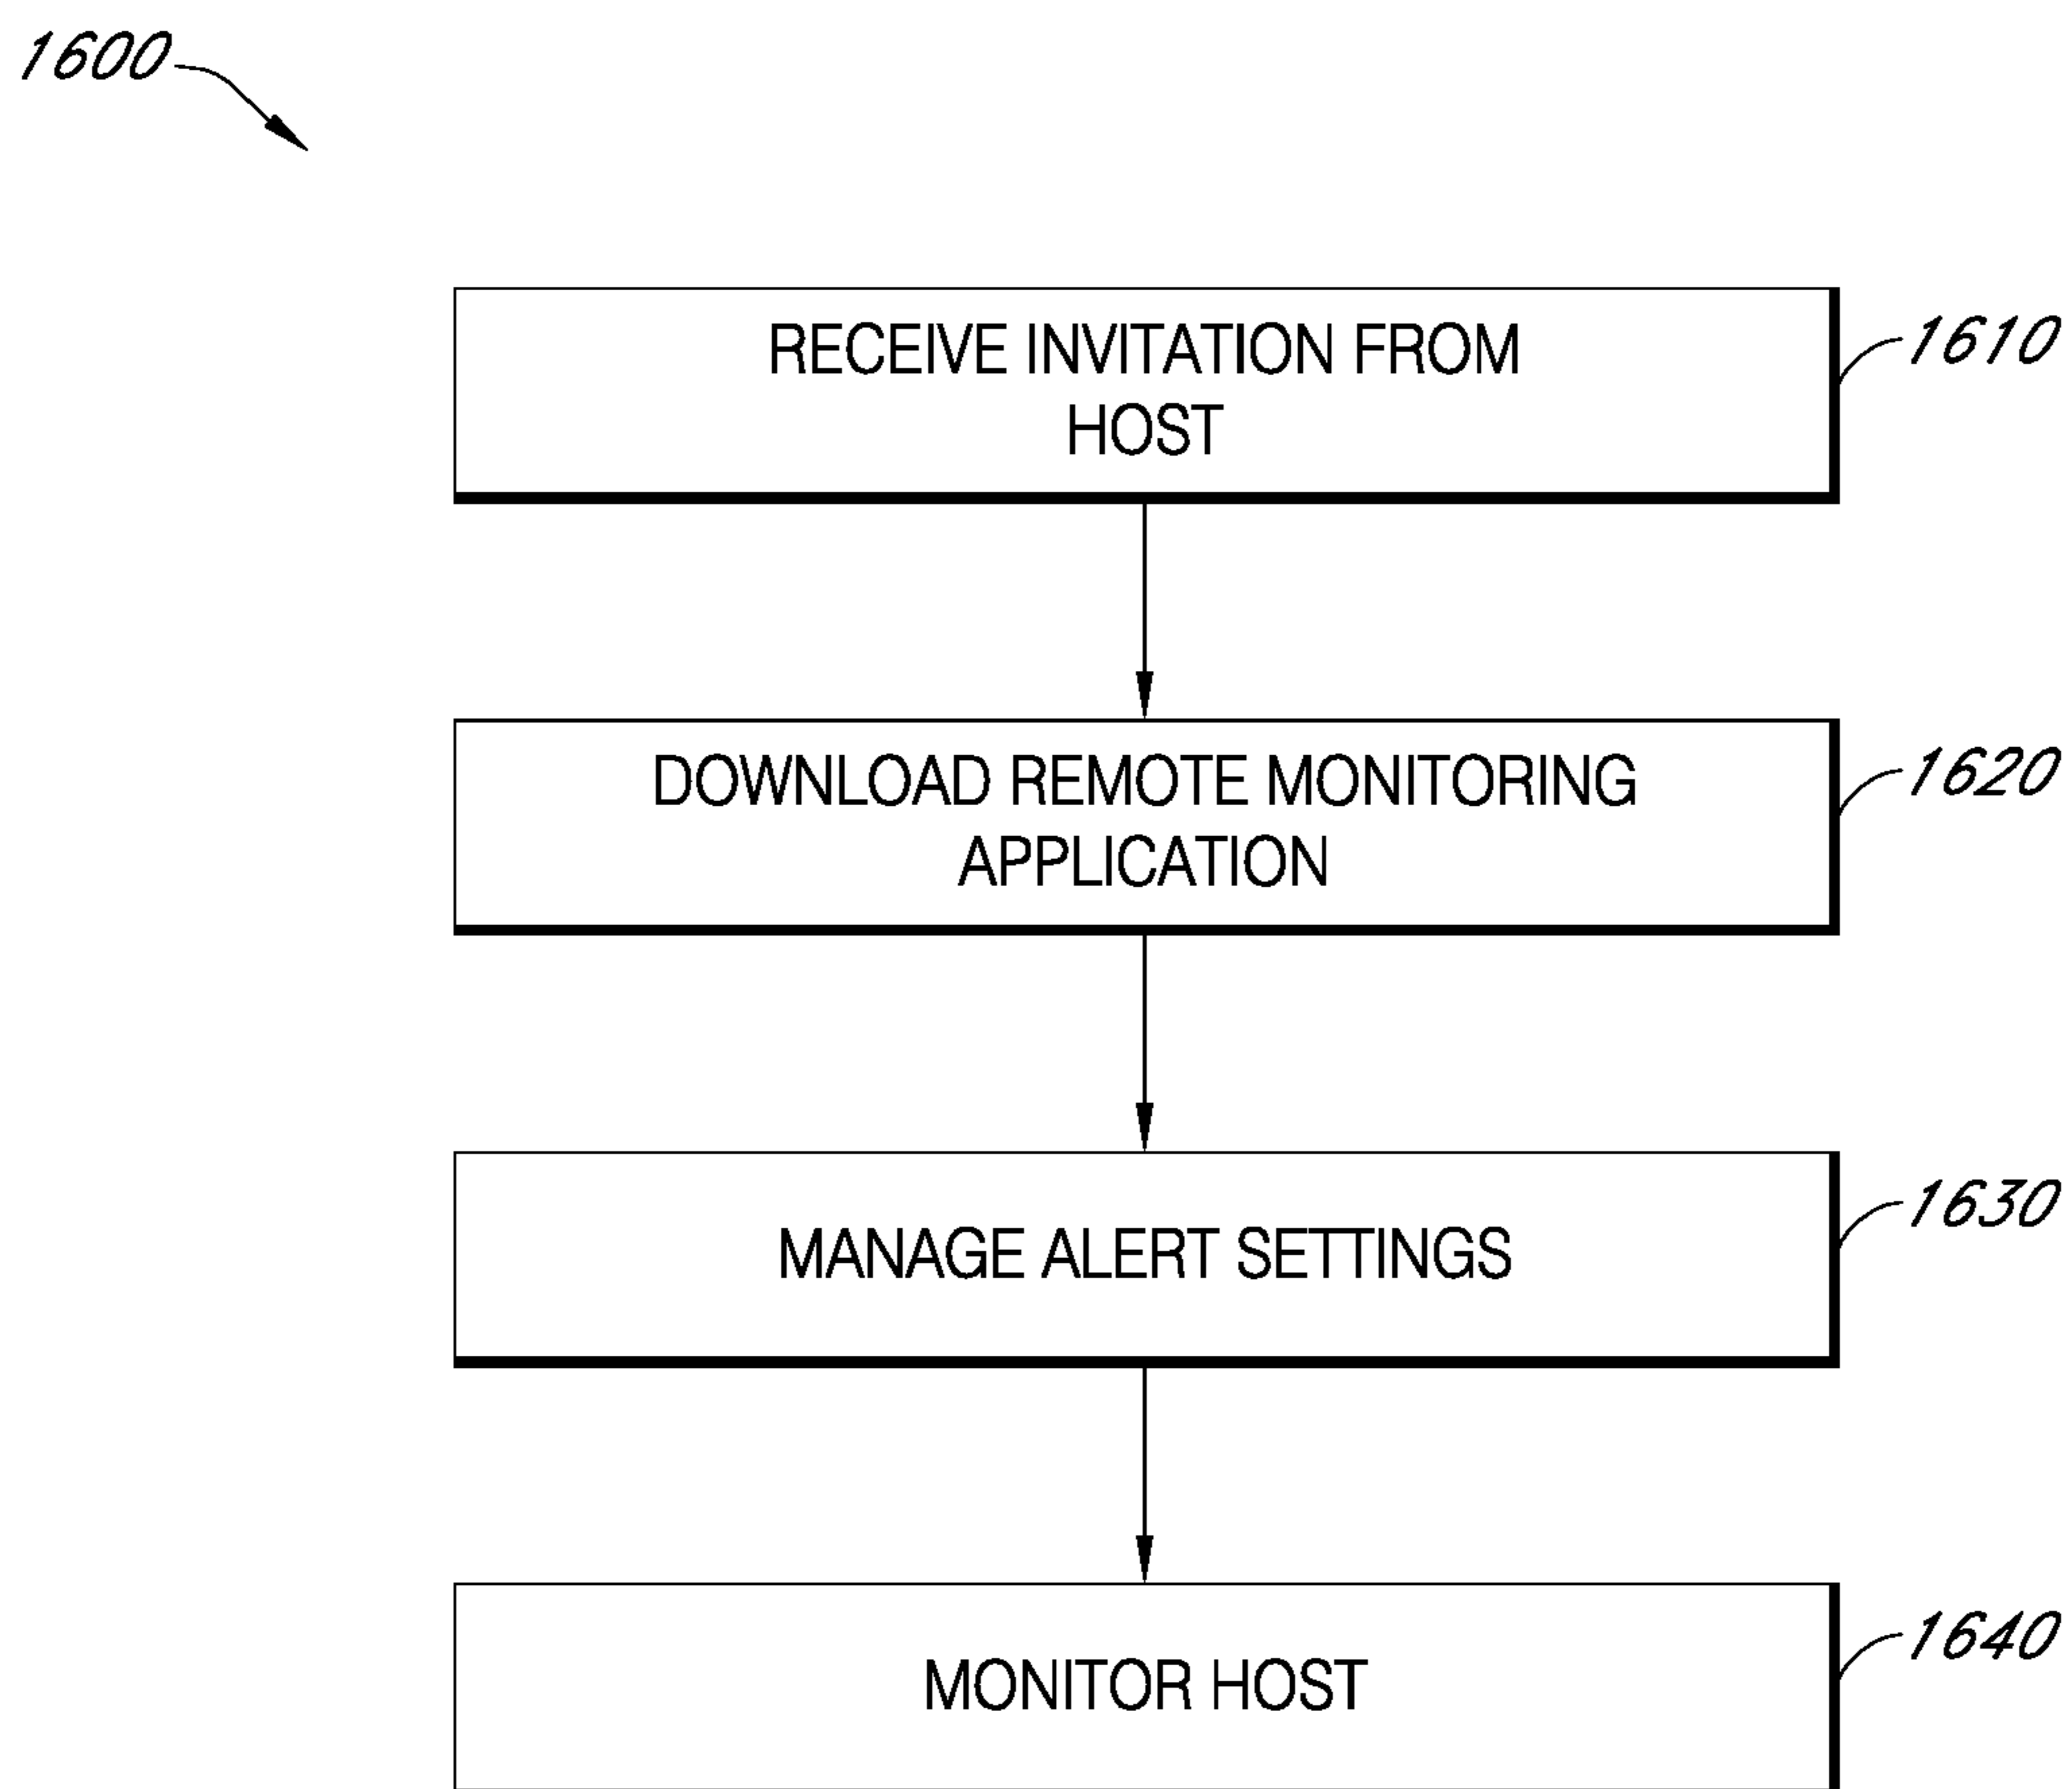 1600
RECEIVE INVITATION FROM
HOST
1610
DOWNLOAD REMOTE MONITORING
APPLICATION
1620
MANAGE ALERT SETTINGS
1630
MONITOR HOST
1640